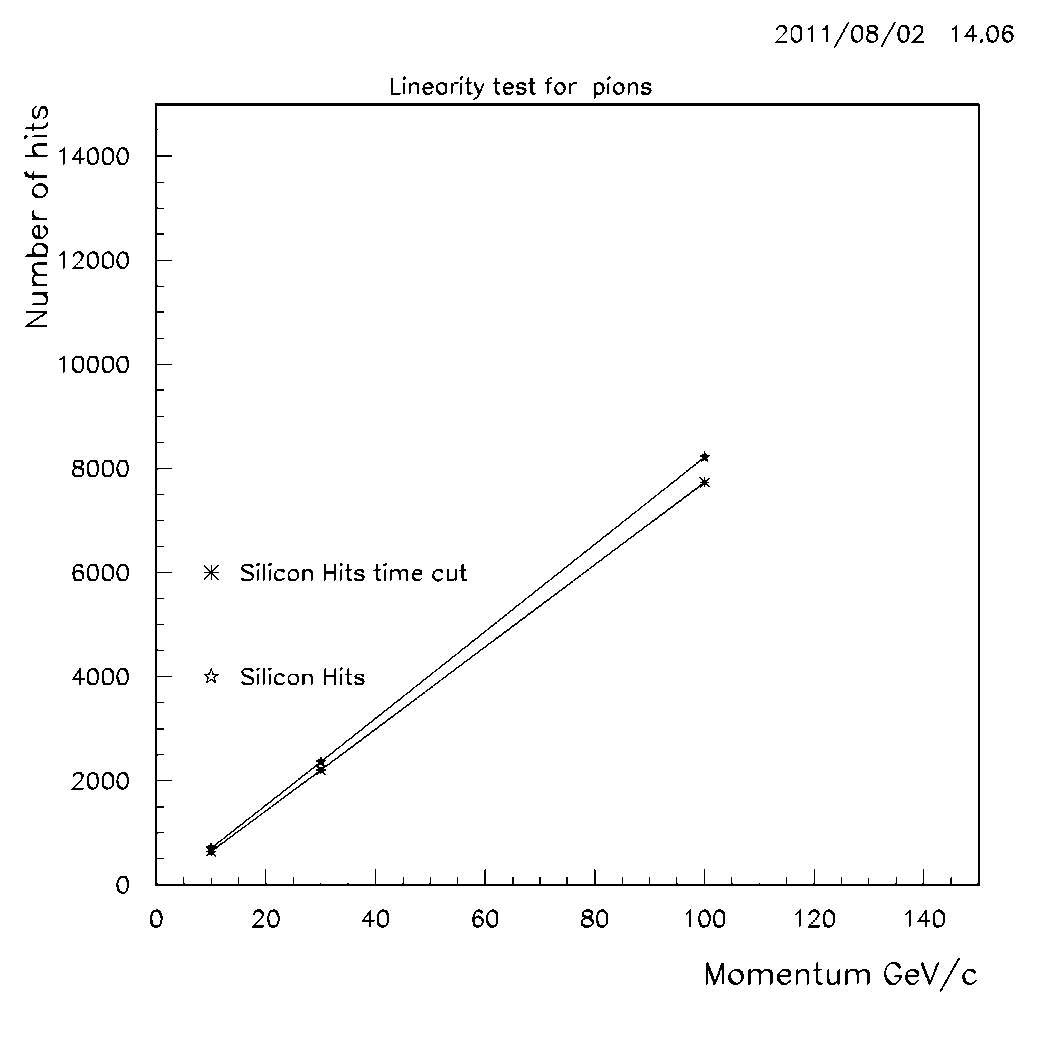 2011/08/02 14.06
Linearity test for pions
Number of hits
14000
12000
10000
8000
6000
4000
2000
0
Silicon Hits time cut
Silicon Hits
0 20 40 60 80 100 120 140
Momentum GeV/c